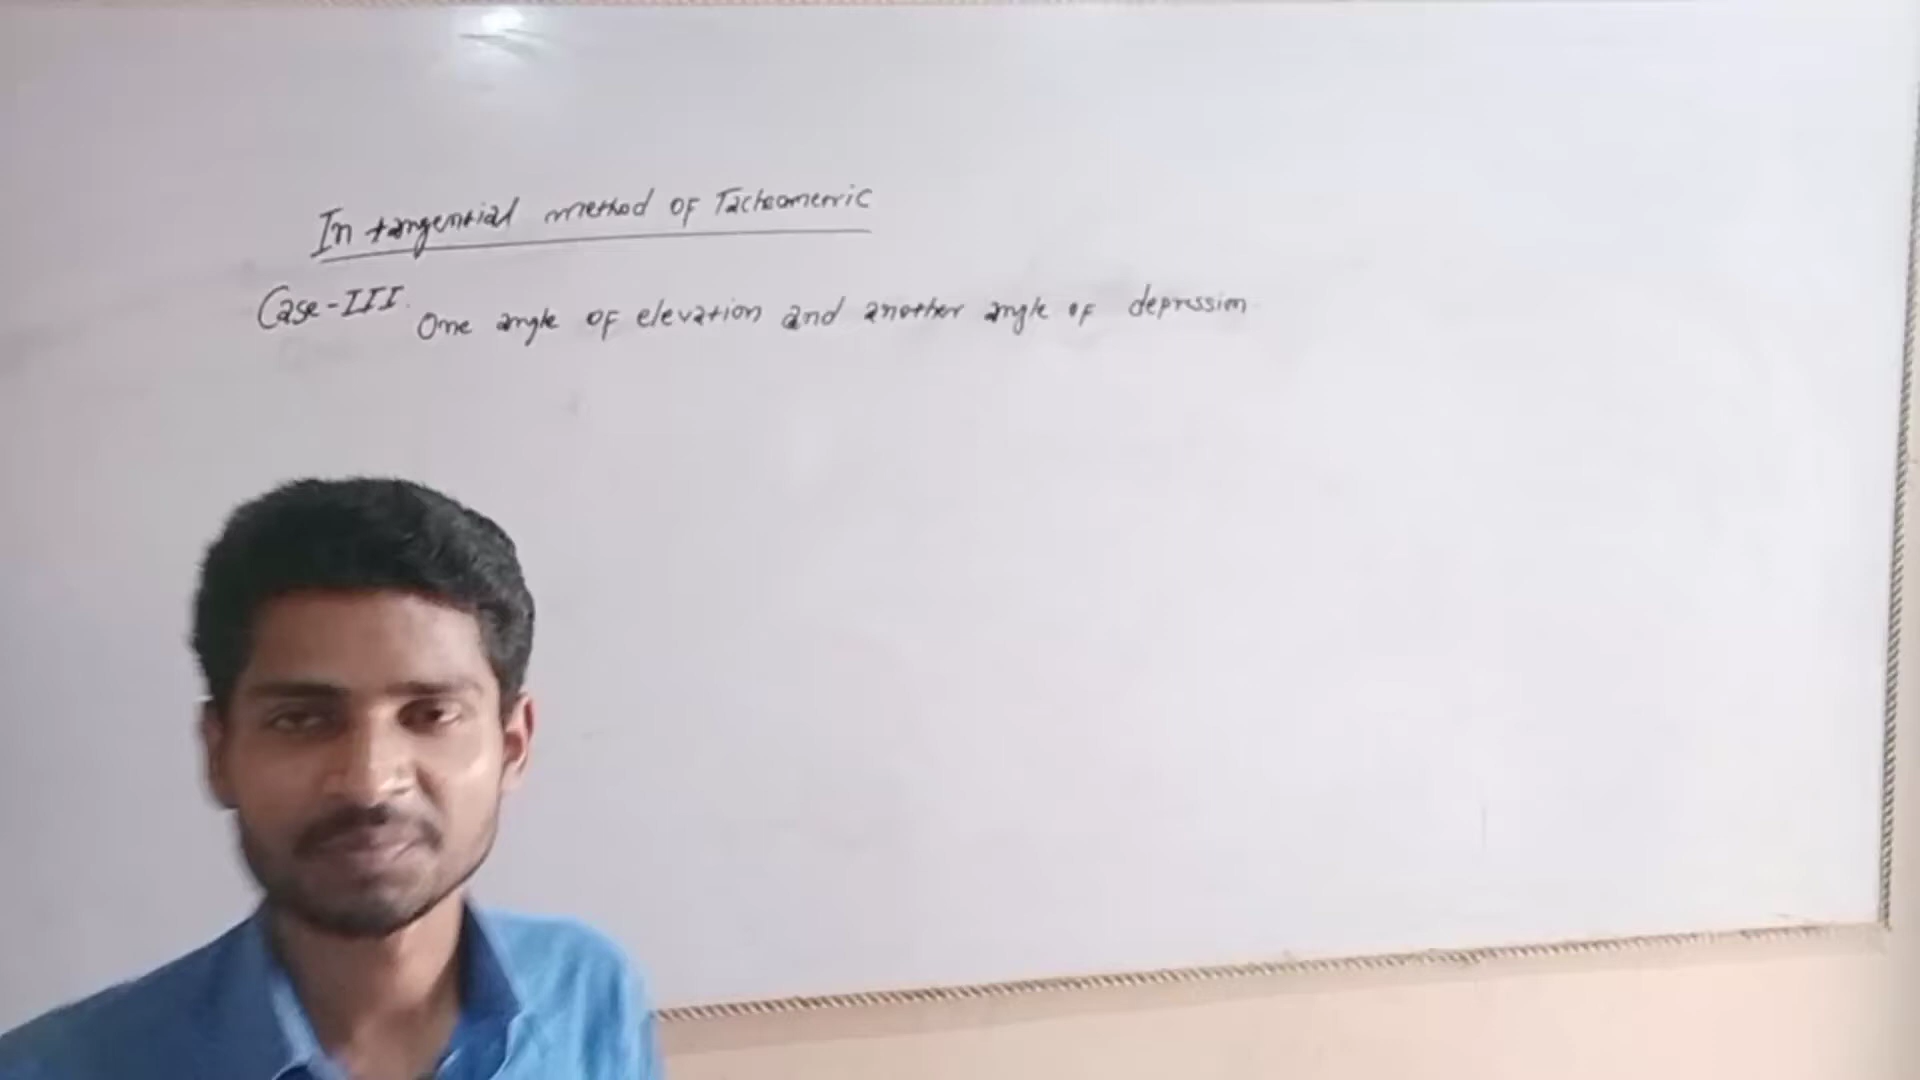 In tangential method of Tacheometric
Case-III. One angle of elevation and another angle of depression